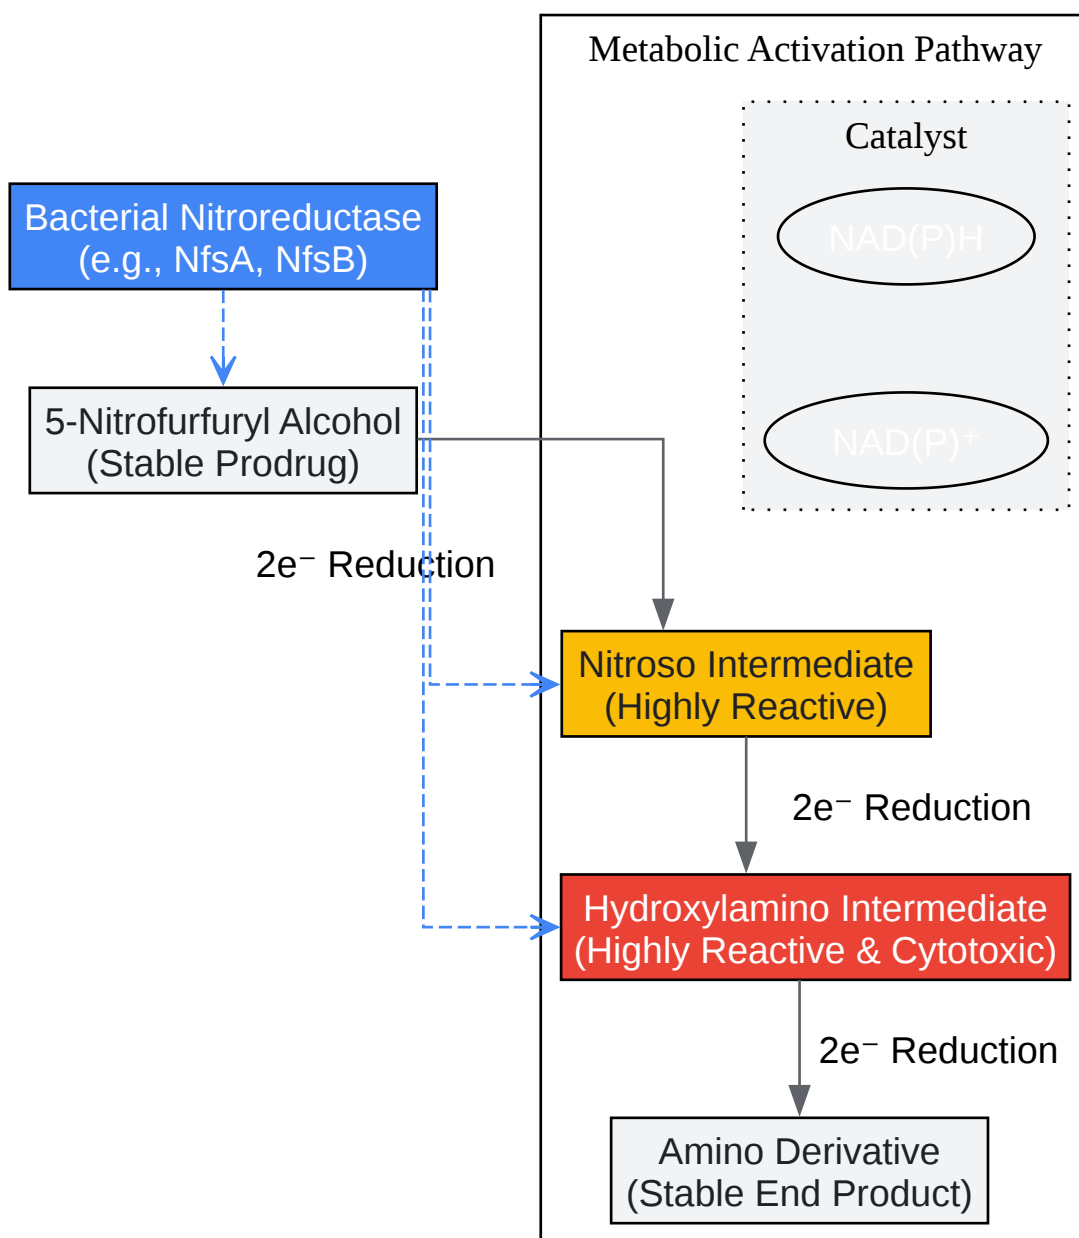 Metabolic Activation Pathway
Catalyst
NAD(P)H
NAD(P)⁺
Bacterial Nitroreductase
(e.g., NfsA, NfsB)
5-Nitrofurfuryl Alcohol
(Stable Prodrug)
2e⁻ Reduction
Nitroso Intermediate
(Highly Reactive)
2e⁻ Reduction
Hydroxylamino Intermediate
(Highly Reactive & Cytotoxic)
2e⁻ Reduction
Amino Derivative
(Stable End Product)